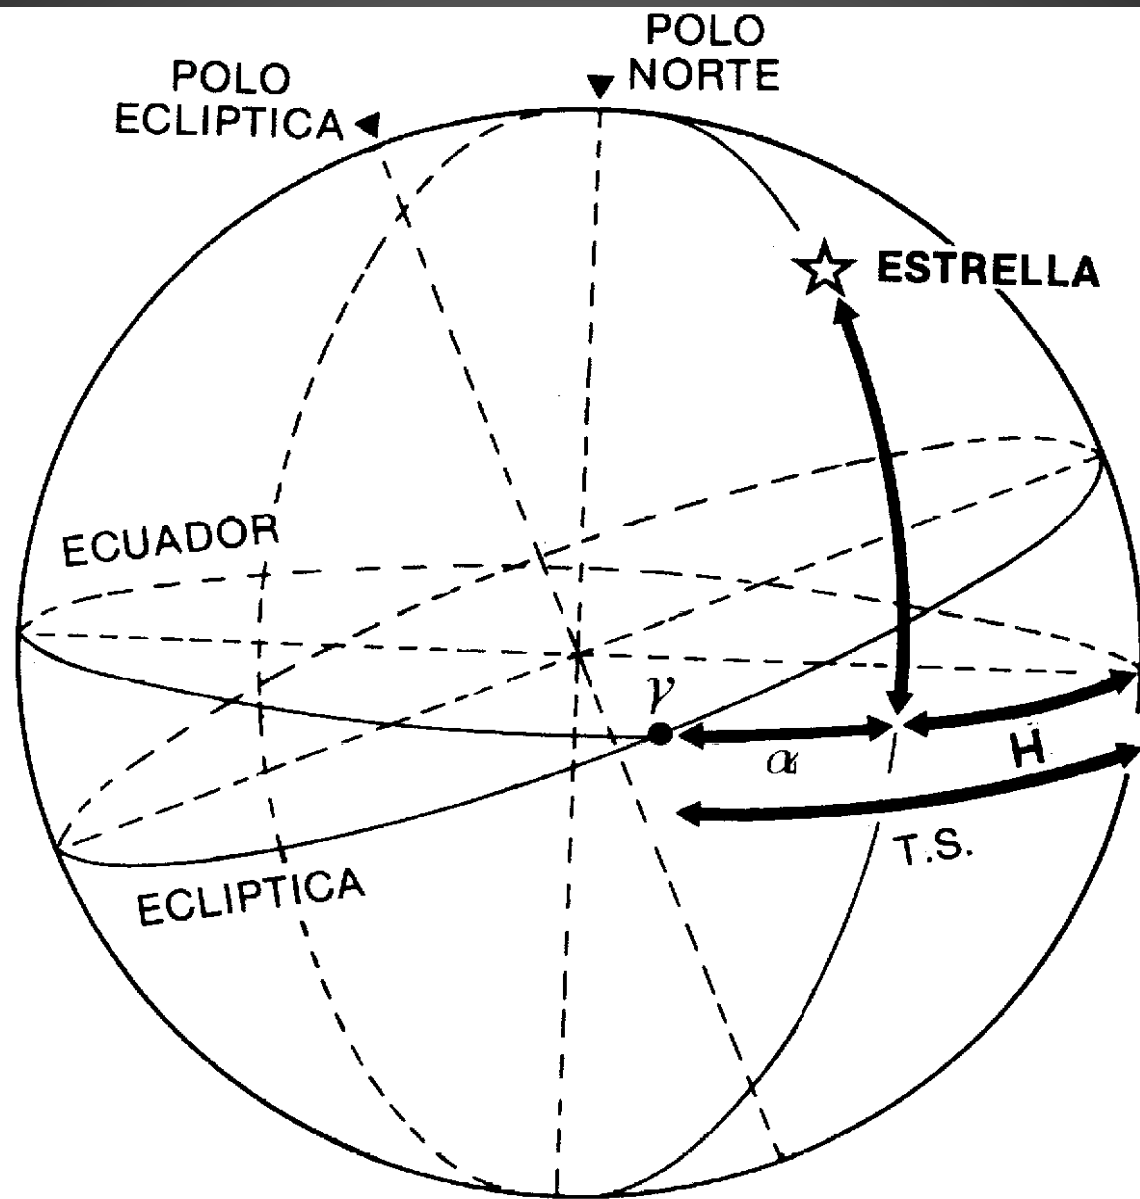 POLO
NORTE
POLO
ECLIPTICA
ESTRELLA
ECUADOR
γ
α
H
T.S.
ECLIPTICA